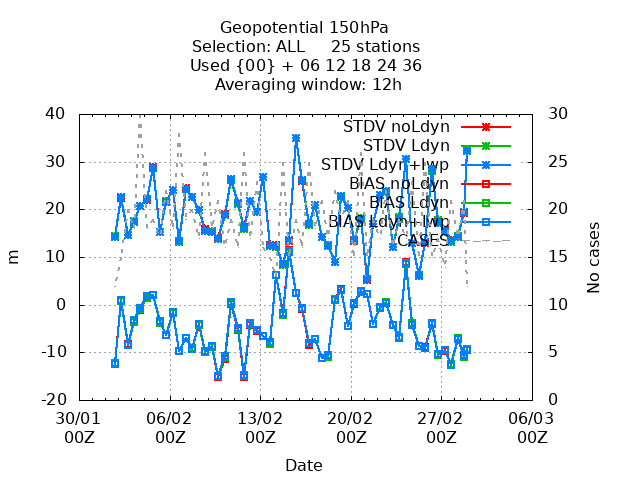 Geopotential 150hPa
Selection: ALL 25 stations
Used {00} + 06 12 18 24 36
Averaging window: 12h
40
30
20
10
0
-10
-20
30
25
20
15
10
5
0
m
No cases
STDV noLdyn
STDV Ldyn
STDV Ldyn+Iwp
BIAS noLdyn
BIAS Ldyn
BIAS Ldyn+Iwp
CASES
30/01 06/02 13/02 20/02 27/02 06/03
00Z 00Z 00Z 00Z 00Z 00Z
Date